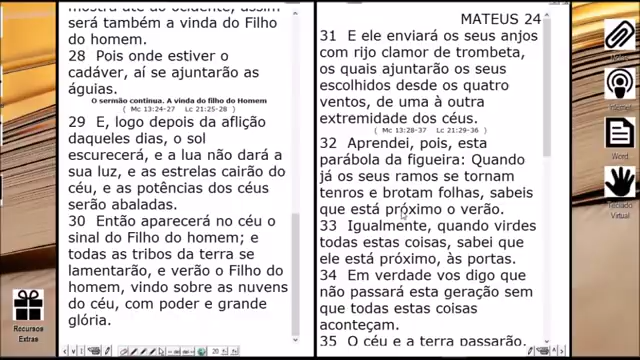 mostra até ao ocidente, assim
será também a vinda do Filho
do homem.
28 Pois onde estiver o
cadáver, aí se ajuntarão as
águias.
O sermão continua. A vinda do filho do Homem
( Mc 13:24-27 Lc 21:25-28 )
29 E, logo depois da aflição
daqueles dias, o sol
escurecerá, e a lua não dará a
sua luz, e as estrelas cairão do
céu, e as potências dos céus
serão abaladas.
30 Então aparecerá no céu o
sinal do Filho do homem; e
todas as tribos da terra se
lamentarão, e verão o Filho do
homem, vindo sobre as nuvens
do céu, com poder e grande
glória.
MATEUS 24
31 E ele enviará os seus anjos
com rijo clamor de trombeta,
os quais ajuntarão os seus
escolhidos desde os quatro
ventos, de uma à outra
extremidade dos céus.
( Mc 13:28-37 Lc 21:29-36 )
32 Aprendei, pois, esta
parábola da figueira: Quando
já os seus ramos se tornam
tenros e brotam folhas, sabeis
que está próximo o verão.
33 Igualmente, quando virdes
todas estas coisas, sabei que
ele está próximo, às portas.
34 Em verdade vos digo que
não passará esta geração sem
que todas estas coisas
aconteçam.
35 O céu e a terra passarão,
Recursos
Extras
Word
Teclado
Virtual
20